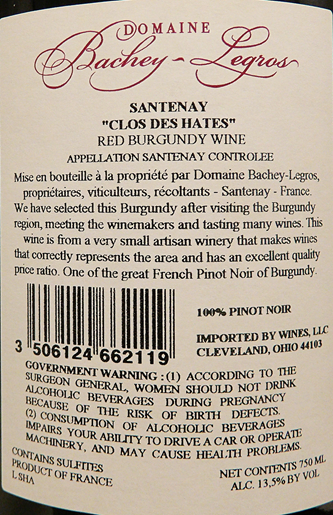 DOMAINE
Bachey-Legros
SANTENAY
"CLOS DES HATES"
RED BURGUNDY WINE
APPELLATION SANTENAY CONTROLEE
Mise en bouteille à la propriété par Domaine Bachey-Legros,
propriétaires, viticulteurs, récoltants - Santenay - France.
We have selected this Burgundy after visiting the Burgundy
region, meeting the winemakers and tasting many wines. This
wine is from a very small artisan winery that makes wines
that correctly represents the area and has an excellent quality
price ratio. One of the great French Pinot Noir of Burgundy.
100% PINOT NOIR
IMPORTED BY WINES, LLC
CLEVELAND, OHIO 44103
3 506124 662119
GOVERNMENT WARNING : (1) ACCORDING TO THE
SURGEON GENERAL, WOMEN SHOULD NOT DRINK
ALCOHOLIC BEVERAGES DURING PREGNANCY
BECAUSE OF THE RISK OF BIRTH DEFECTS.
(2) CONSUMPTION OF ALCOHOLIC BEVERAGES
IMPAIRS YOUR ABILITY TO DRIVE A CAR OR OPERATE
MACHINERY, AND MAY CAUSE HEALTH PROBLEMS.
CONTAINS SULFITES
PRODUCT OF FRANCE
L SHA
NET CONTENTS 750 ML
ALC. 13,5% BY VOL